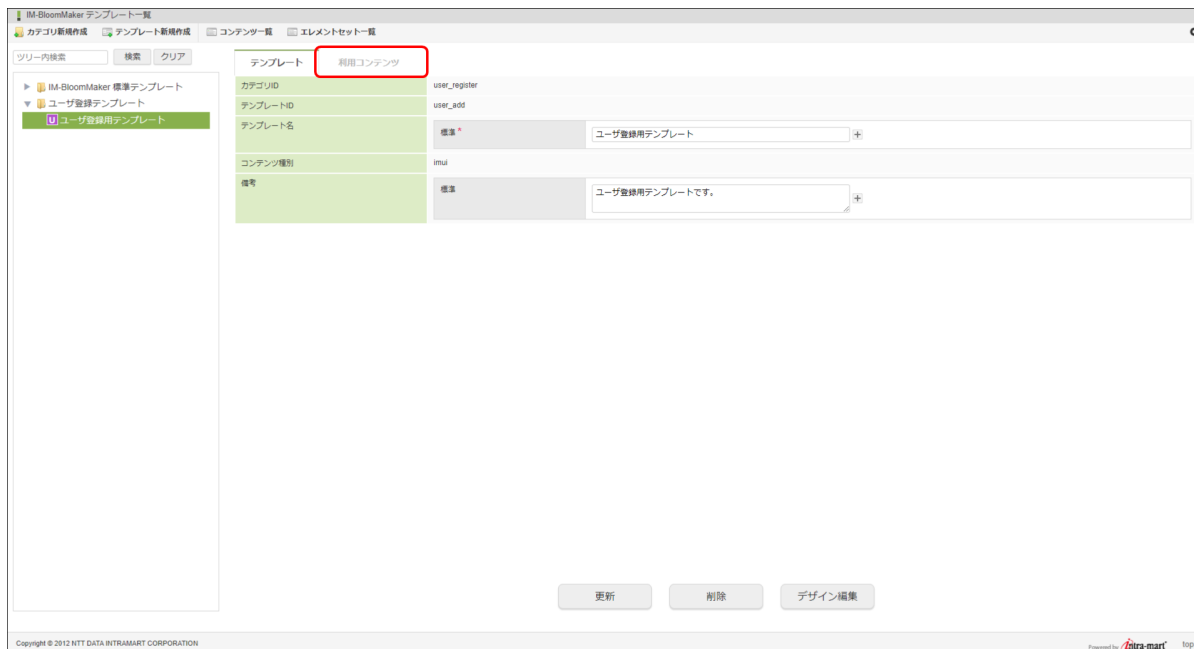 IM-BloomMaker テンプレート一覧
カテゴリ新規作成 テンプレート新規作成 コンテンツ一覧 エレメントセット一覧
ツリー内検索 検索 クリア
テンプレート 利用コンテンツ
IM-BloomMaker 標準テンプレート
ユーザ登録テンプレート
U ユーザ登録用テンプレート
カテゴリID user_register
テンプレートID user_add
テンプレート名 標準 * ユーザ登録用テンプレート
コンテンツ種別 imui
備考 標準 ユーザ登録用テンプレートです。
更新 削除 デザイン編集
Copyright © 2012 NTT DATA INTRAMART CORPORATION
Powered by intra-mart top